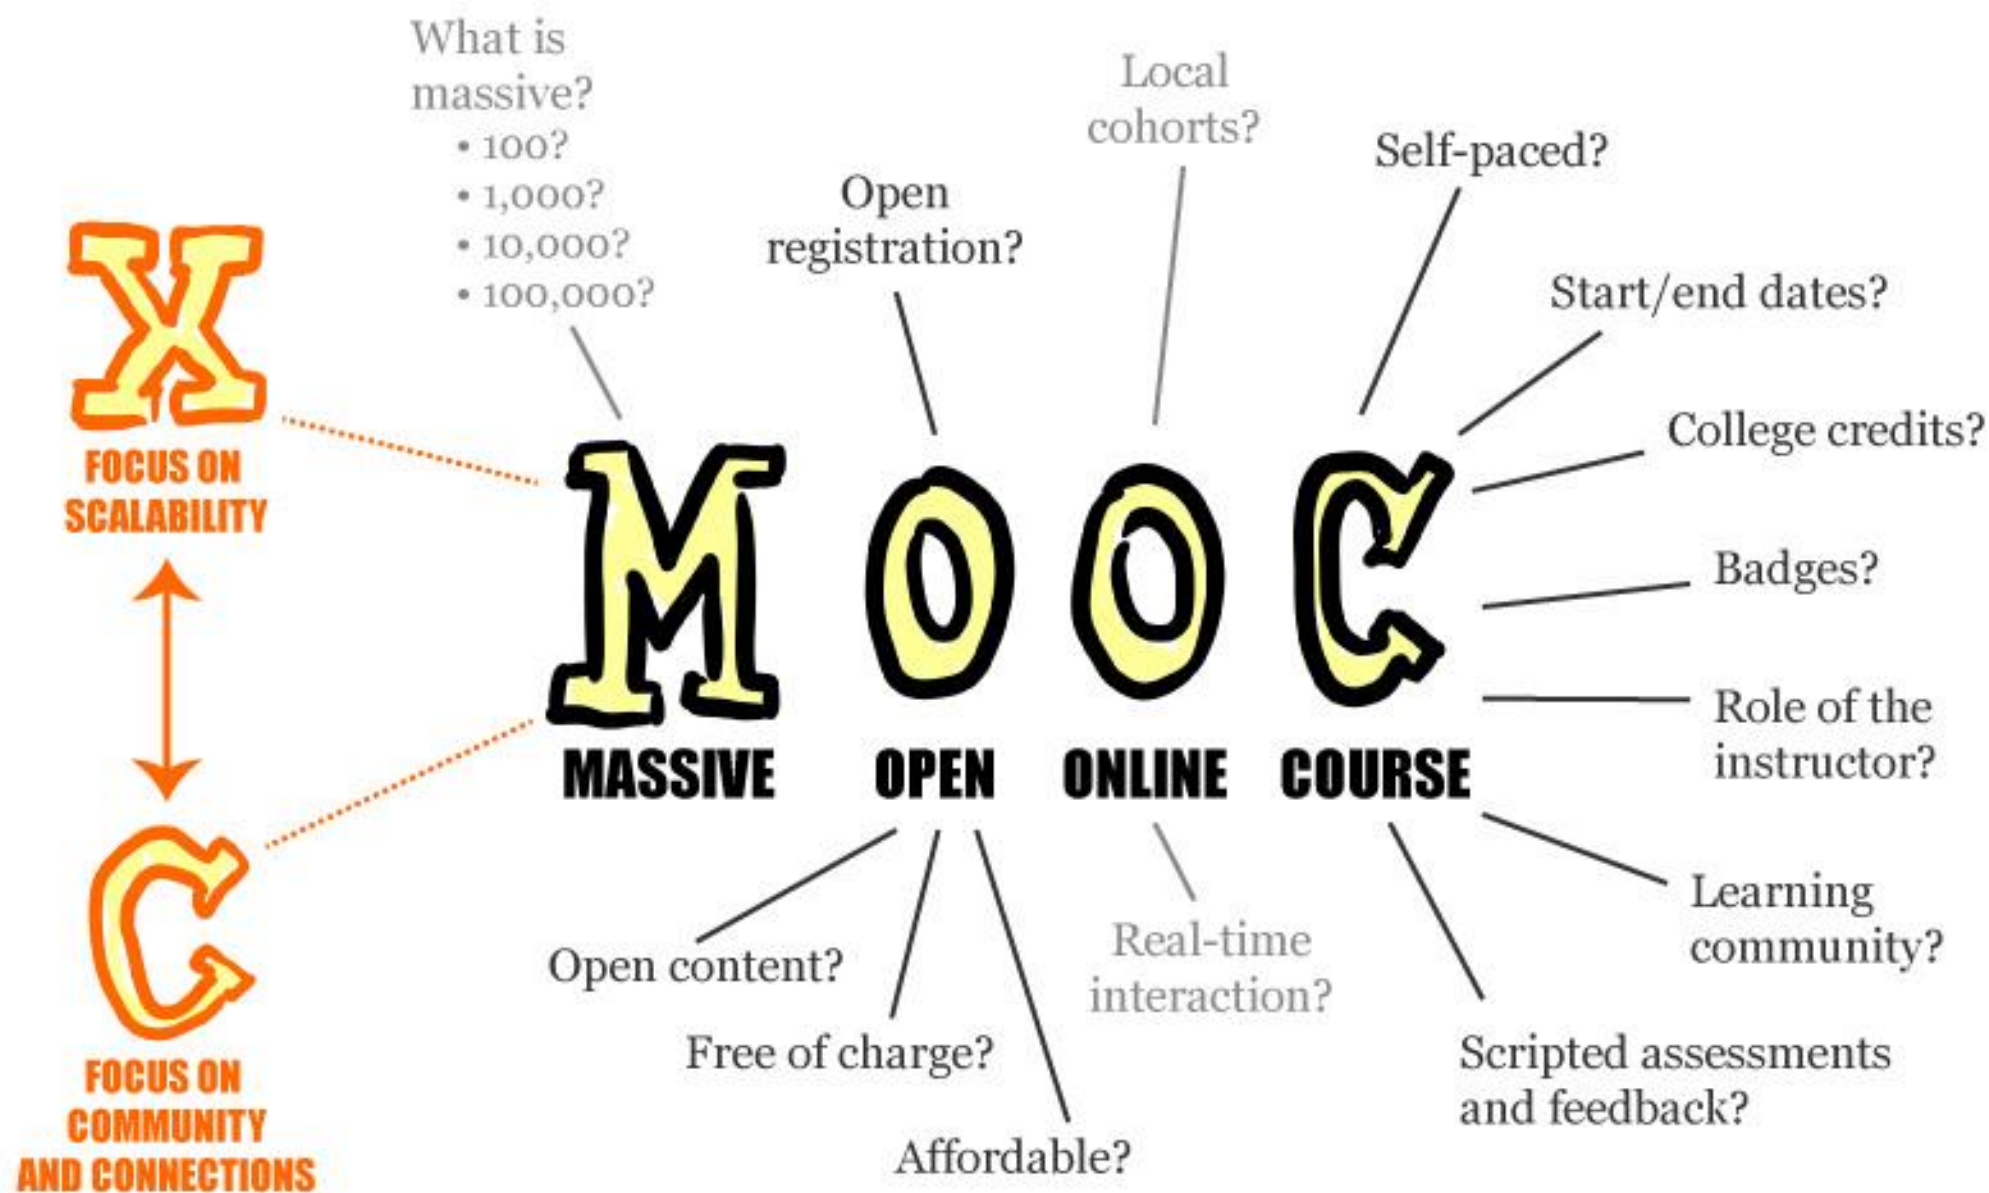 What is
massive?
• 100?
• 1,000?
• 10,000?
• 100,000?
Local
cohorts?
Open
registration?
Self-paced?
Start/end dates?
College credits?
Badges?
Role of the
instructor?
Learning
community?
Scripted assessments
and feedback?
X
FOCUS ON
SCALABILITY
C
FOCUS ON
COMMUNITY
AND CONNECTIONS
MOOC
MASSIVE OPEN ONLINE COURSE
Open content?
Free of charge?
Affordable?
Real-time
interaction?